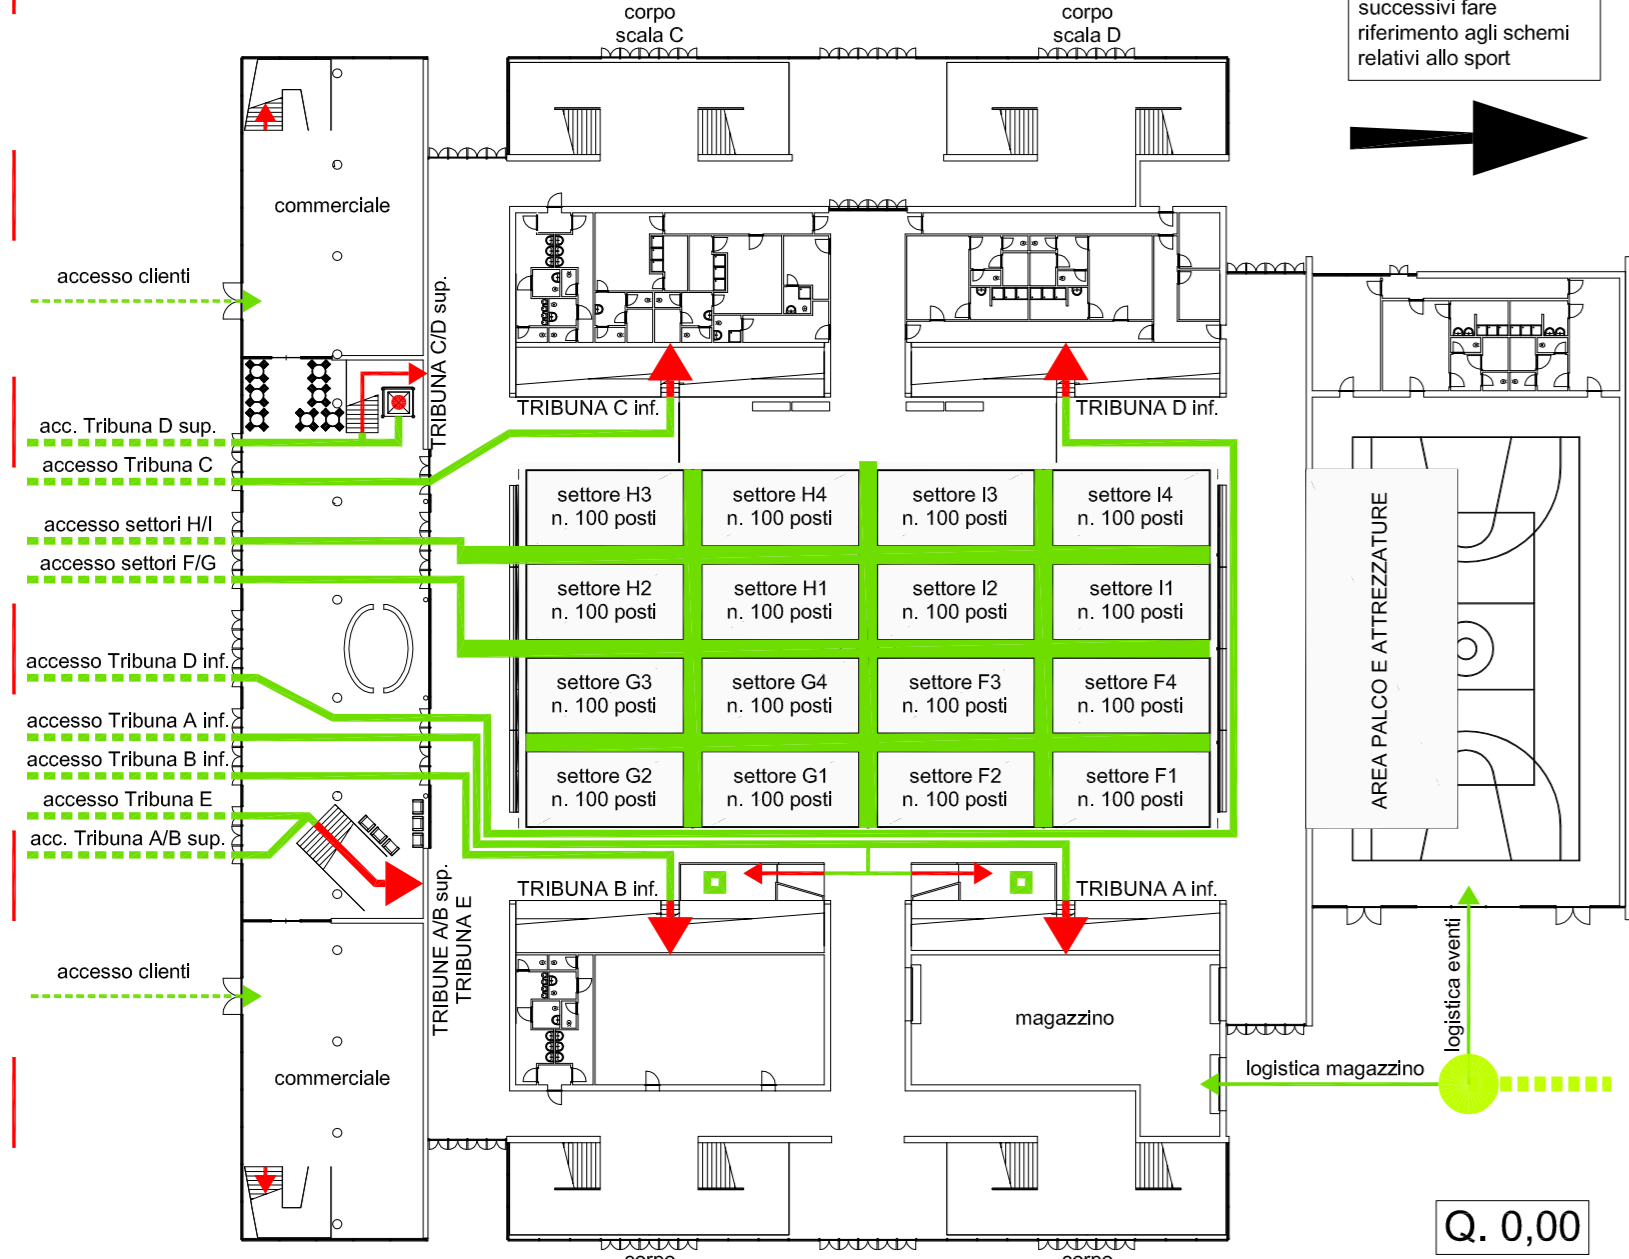 corpo
scala C
corpo
scala D
successivi fare
riferimento agli schemi
relativi allo sport
commerciale
accesso clienti
TRIBUNA C/D sup.
acc. Tribuna D sup.
accesso Tribuna C
accesso settori H/I
accesso settori F/G
accesso Tribuna D inf.
accesso Tribuna A inf.
accesso Tribuna B inf.
accesso Tribuna E
acc. Tribuna A/B sup.
accesso clienti
commerciale
TRIBUNE A/B sup.
TRIBUNA E
TRIBUNA C inf.
TRIBUNA D inf.
settore H3
n. 100 posti
settore H4
n. 100 posti
settore I3
n. 100 posti
settore I4
n. 100 posti
settore H2
n. 100 posti
settore H1
n. 100 posti
settore I2
n. 100 posti
settore I1
n. 100 posti
settore G3
n. 100 posti
settore G4
n. 100 posti
settore F3
n. 100 posti
settore F4
n. 100 posti
settore G2
n. 100 posti
settore G1
n. 100 posti
settore F2
n. 100 posti
settore F1
n. 100 posti
TRIBUNA B inf.
TRIBUNA A inf.
AREA PALCO E ATTREZZATURE
magazzino
logistica eventi
logistica magazzino
Q. 0,00
corpo
corpo